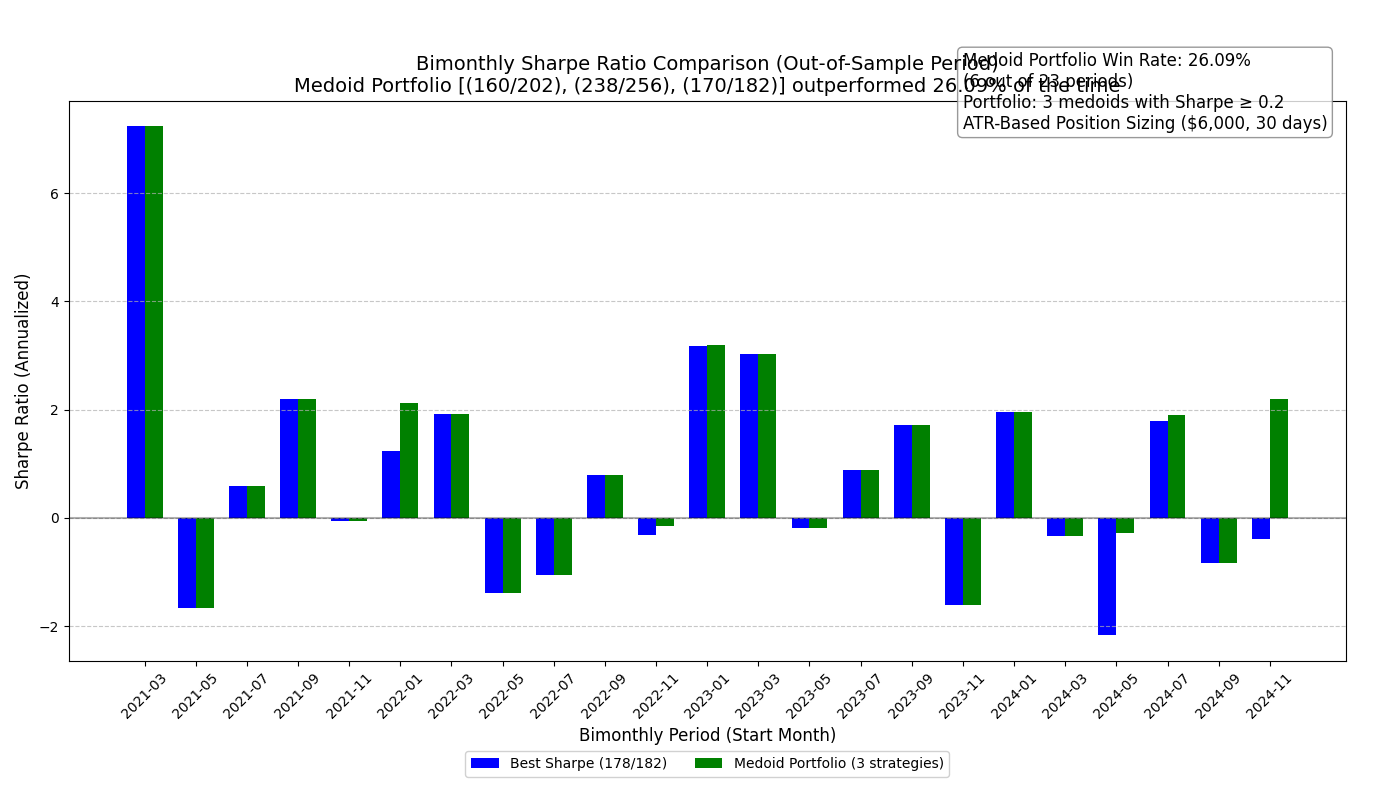 Bimonthly Sharpe Ratio Comparison (Out-of-Sample Period)
Medoid Portfolio [(160/202), (238/256), (170/182)] outperformed 26.09% of the time
Medoid Portfolio Win Rate: 26.09%
(6 out of 23 periods)
Portfolio: 3 medoids with Sharpe ≥ 0.2
ATR-Based Position Sizing ($6,000, 30 days)
Sharpe Ratio (Annualized)
6
4
2
0
−2
2021-03
2021-05
2021-07
2021-09
2021-11
2022-01
2022-03
2022-05
2022-07
2022-09
2022-11
2023-01
2023-03
2023-05
2023-07
2023-09
2023-11
2024-01
2024-03
2024-05
2024-07
2024-09
2024-11
Bimonthly Period (Start Month)
Best Sharpe (178/182)
Medoid Portfolio (3 strategies)